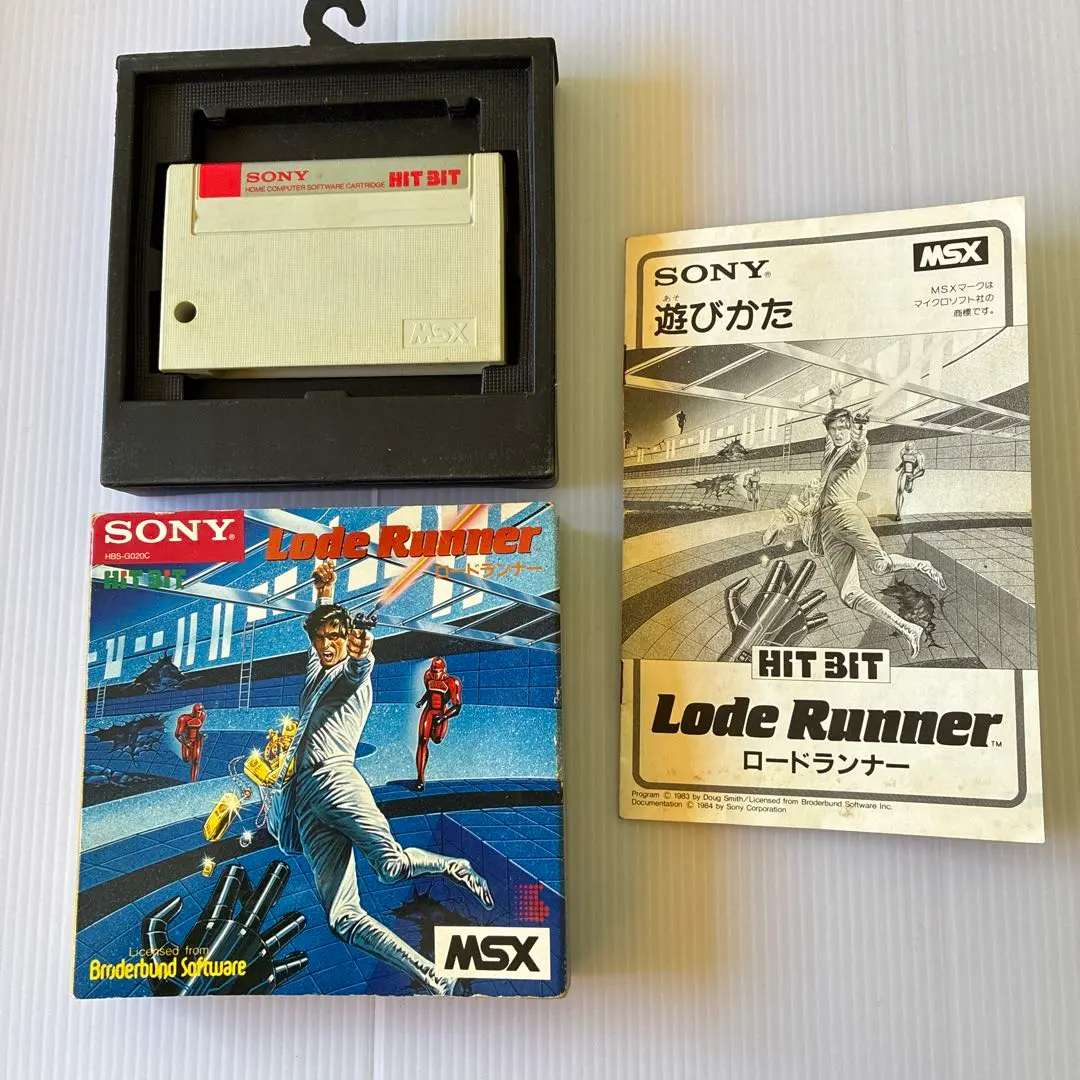 SONY
HOME COMPUTER SOFTWARE CARTRIDGE
HIT BIT
MSX
SONY®
HBS-G020C
HIT BIT
Lode Runner
ロードランナー
Licensed from
Brøderbund Software
MSX
SONY®
MSX
MSXマークは
マイクロソフト社の
商標です。
あそ
遊びかた
HIT BIT
Lode Runner™
ロードランナー
Program © 1983 by Doug Smith/Licensed from Broderbund Software Inc.
Documentation © 1984 by Sony Corporation